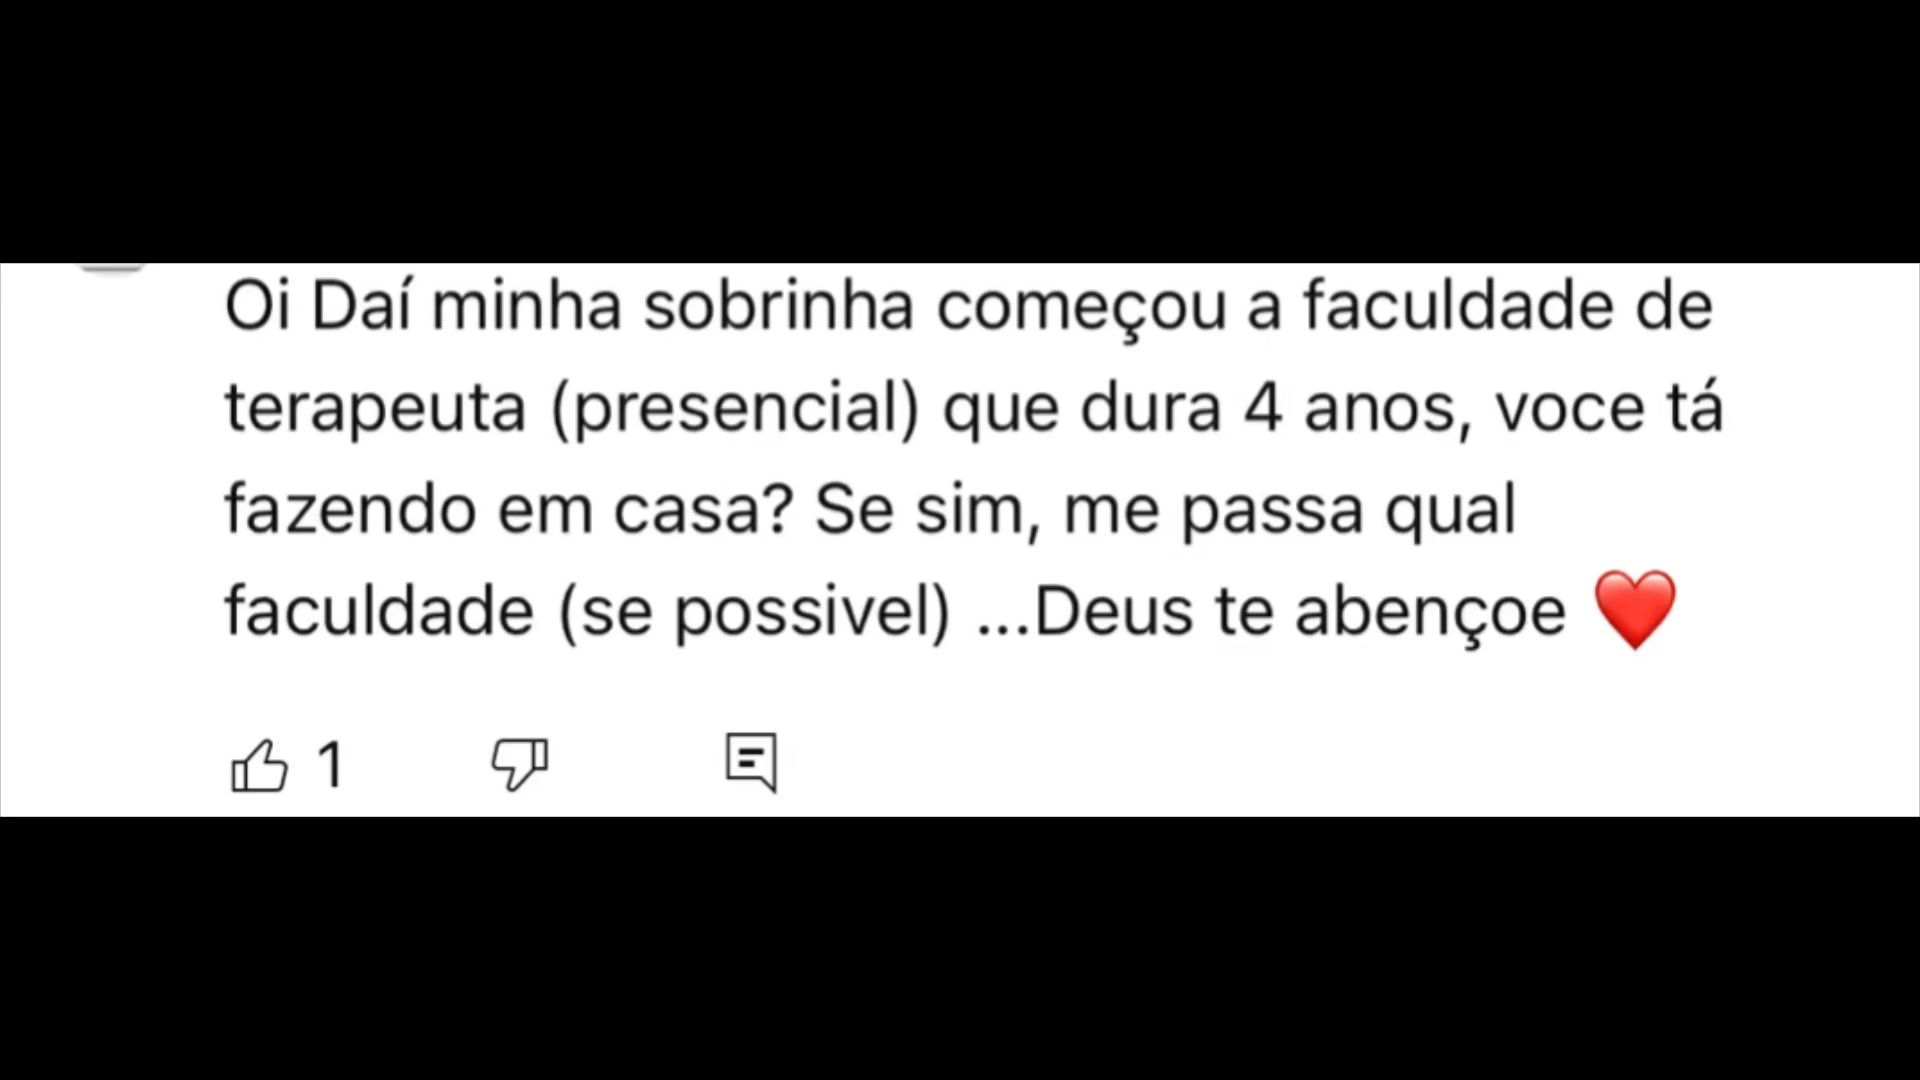 Oi Daí minha sobrinha começou a faculdade de
terapeuta (presencial) que dura 4 anos, voce tá
fazendo em casa? Se sim, me passa qual
faculdade (se possivel) ...Deus te abençoe ❤️
1